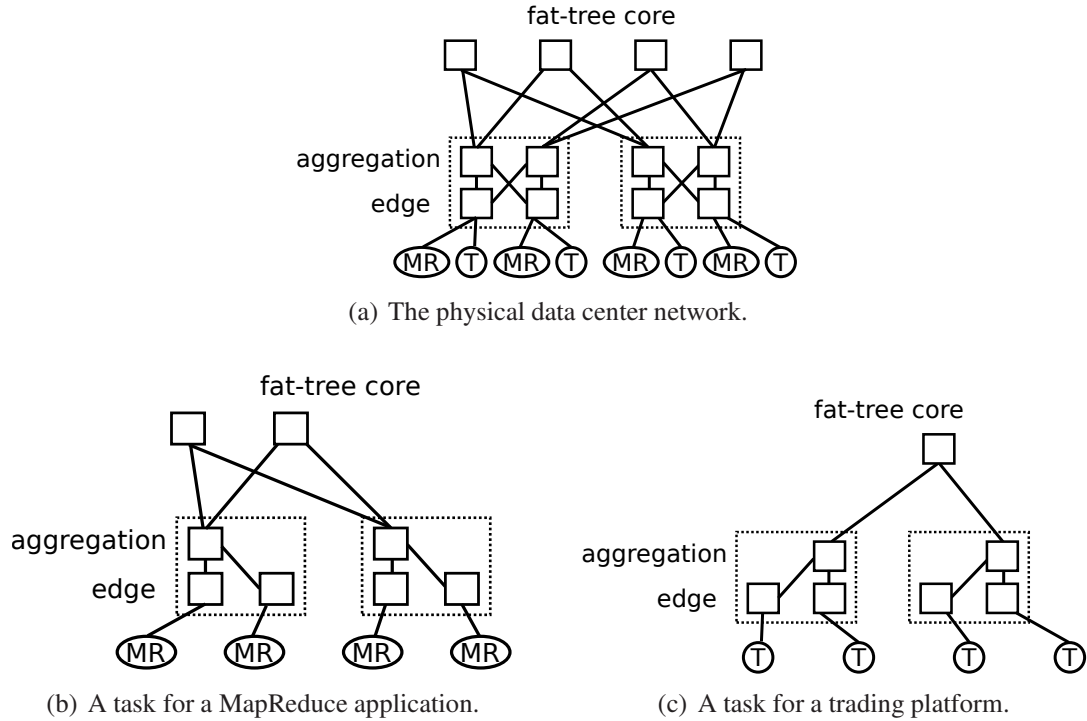 fat-tree core
aggregation
edge
MR T MR T MR T MR T
(a) The physical data center network.
fat-tree core
aggregation
edge
MR MR MR MR
(b) A task for a MapReduce application.
fat-tree core
aggregation
edge
T T T T
(c) A task for a trading platform.